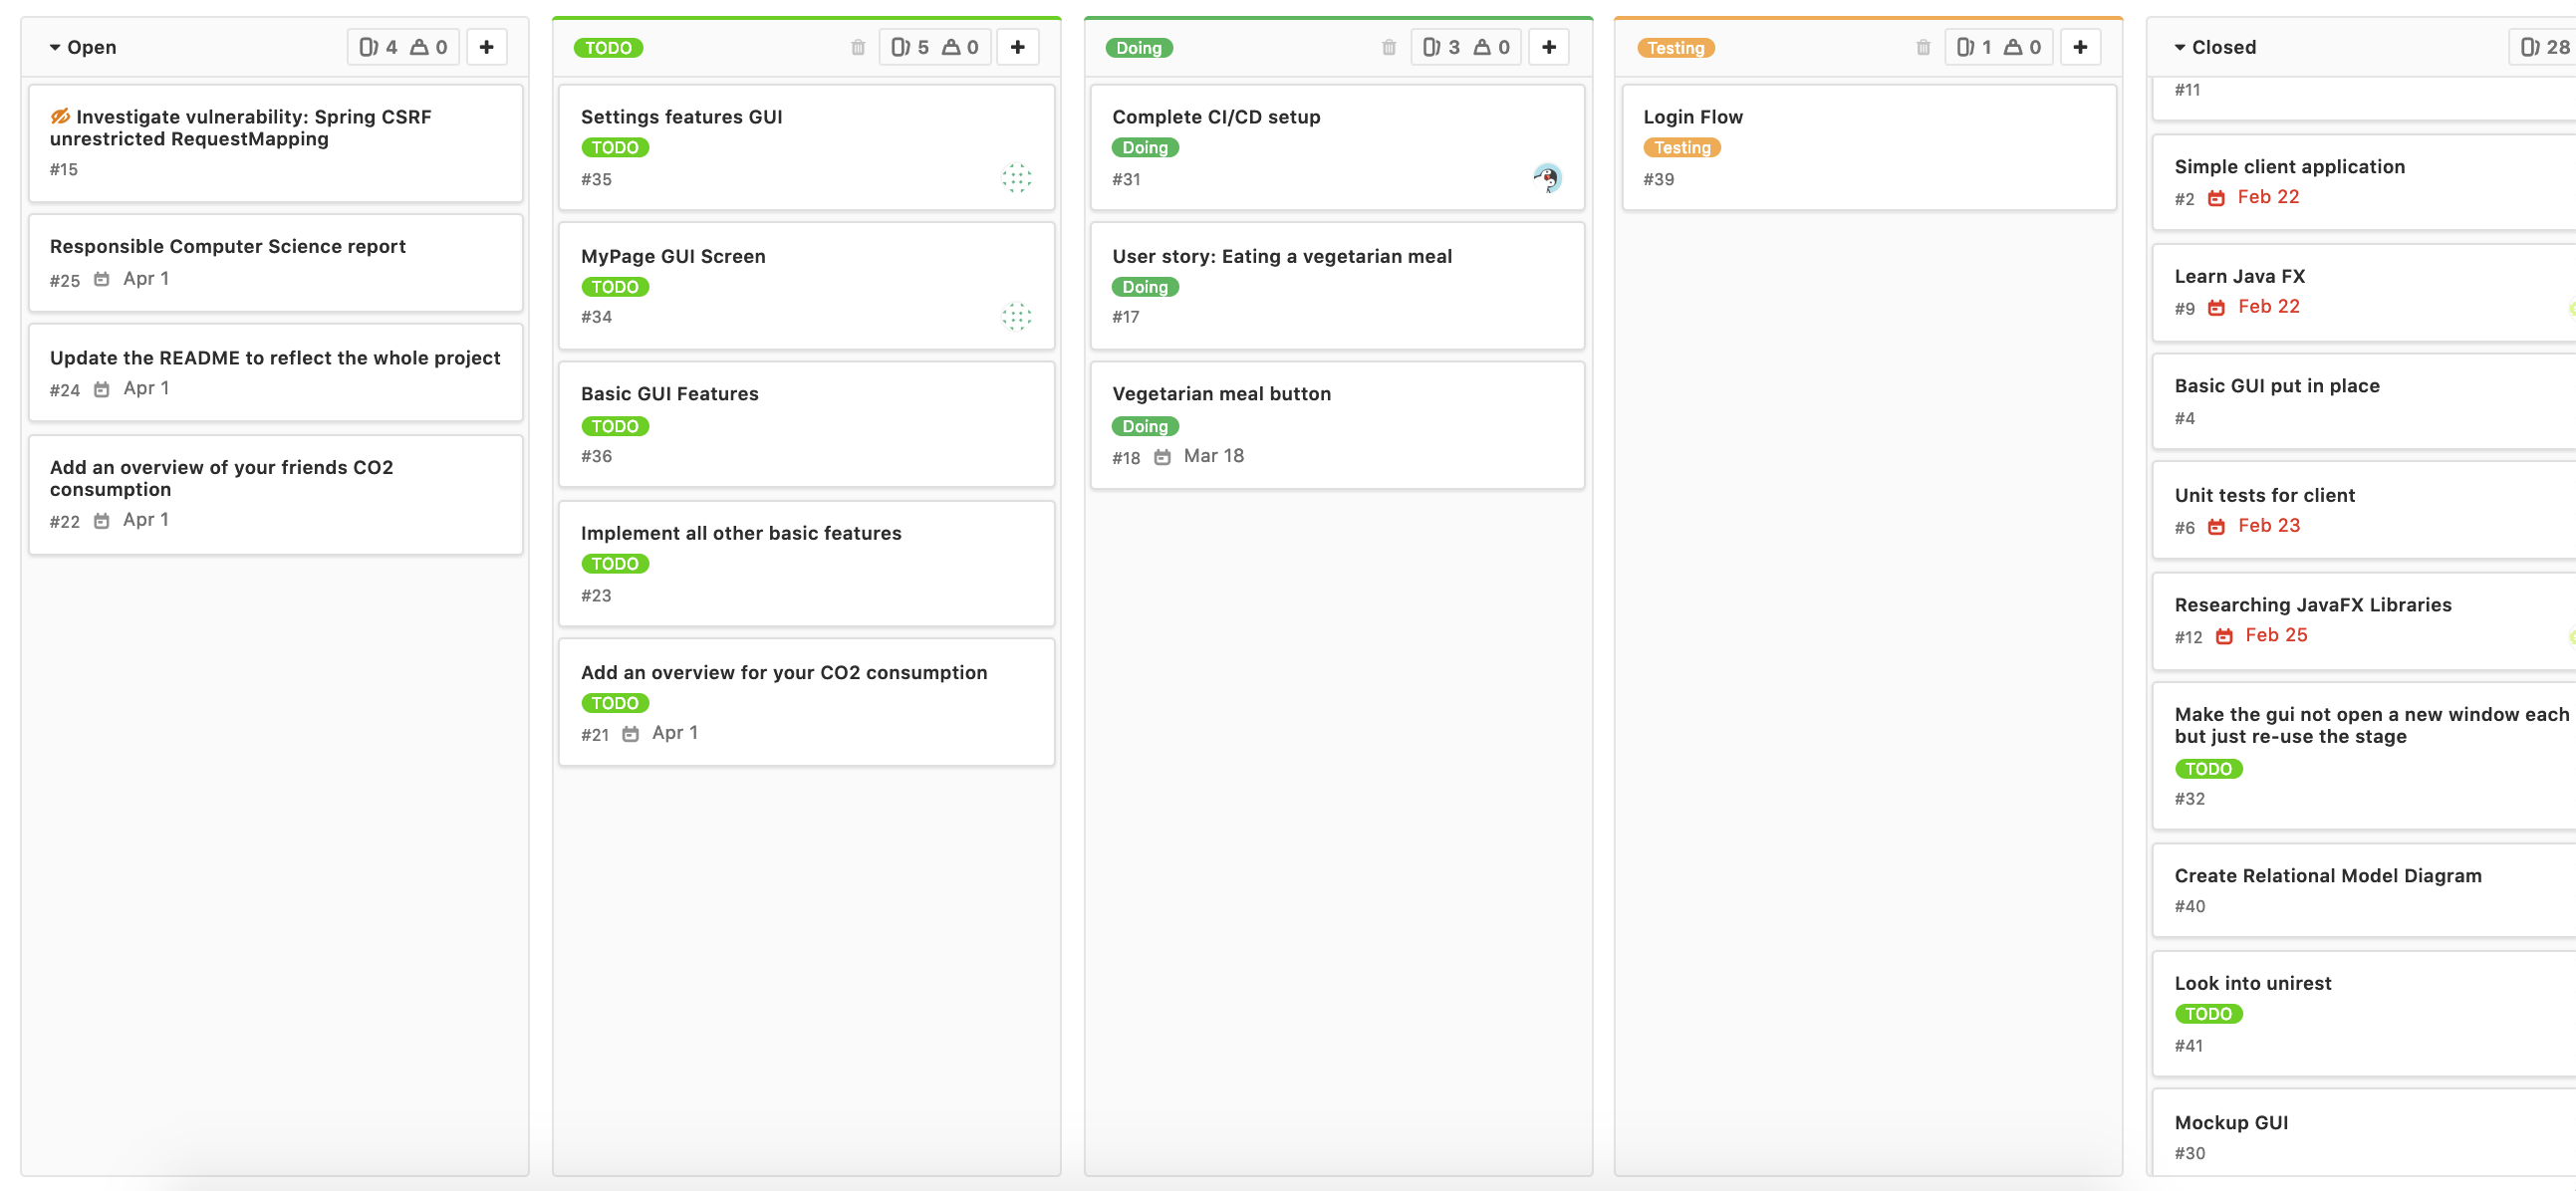 Open 4 0
Investigate vulnerability: Spring CSRF
unrestricted RequestMapping
#15
Responsible Computer Science report
#25 Apr 1
Update the README to reflect the whole project
#24 Apr 1
Add an overview of your friends CO2
consumption
#22 Apr 1
TODO 5 0
Settings features GUI
TODO
#35
MyPage GUI Screen
TODO
#34
Basic GUI Features
TODO
#36
Implement all other basic features
TODO
#23
Add an overview for your CO2 consumption
TODO
#21 Apr 1
Doing 3 0
Complete CI/CD setup
Doing
#31
User story: Eating a vegetarian meal
Doing
#17
Vegetarian meal button
Doing
#18 Mar 18
Testing 1 0
Login Flow
Testing
#39
Closed 28
#11
Simple client application
#2 Feb 22
Learn Java FX
#9 Feb 22
Basic GUI put in place
#4
Unit tests for client
#6 Feb 23
Researching JavaFX Libraries
#12 Feb 25
Make the gui not open a new window each
but just re-use the stage
TODO
#32
Create Relational Model Diagram
#40
Look into unirest
TODO
#41
Mockup GUI
#30